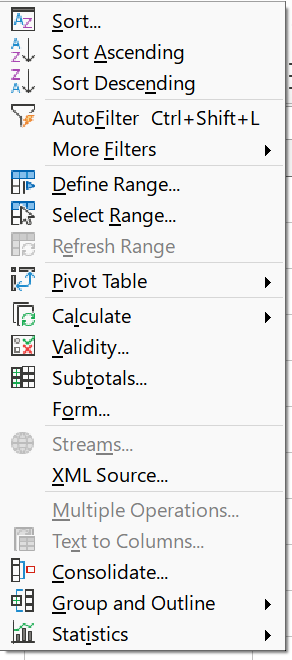 Sort...
Sort Ascending
Sort Descending
AutoFilter Ctrl+Shift+L
More Filters
Define Range...
Select Range...
Refresh Range
Pivot Table
Calculate
Validity...
Subtotals...
Form...
Streams...
XML Source...
Multiple Operations...
Text to Columns...
Consolidate...
Group and Outline
Statistics